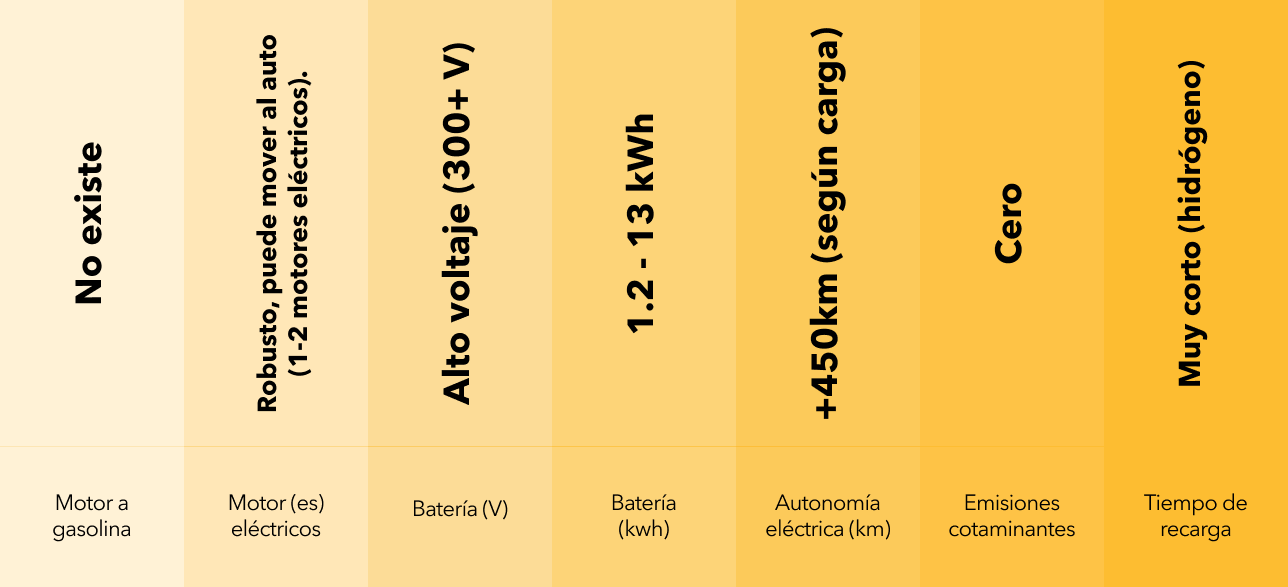 No existe
Robusto, puede mover al auto
(1-2 motores eléctricos).
Alto voltaje (300+ V)
1.2 - 13 kWh
+450km (según carga)
Cero
Muy corto (hidrógeno)
Motor a
gasolina
Motor (es)
eléctricos
Batería (V)
Batería
(kwh)
Autonomía
eléctrica (km)
Emisiones
cotaminantes
Tiempo de
recarga